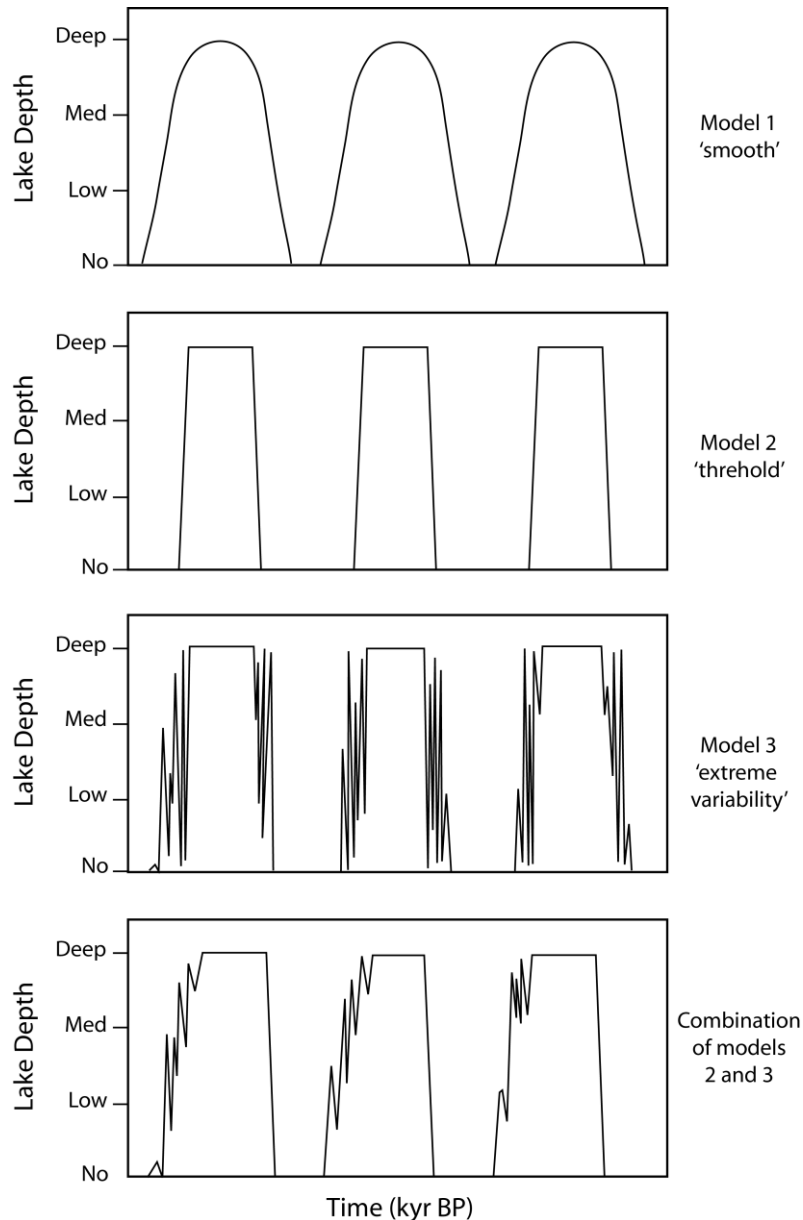 Lake Depth
Deep
Med
Low
No
Model 1
‘smooth’
Lake Depth
Deep
Med
Low
No
Model 2
‘threhold’
Lake Depth
Deep
Med
Low
No
Model 3
‘extreme
variability’
Lake Depth
Deep
Med
Low
No
Combination
of models
2 and 3
Time (kyr BP)